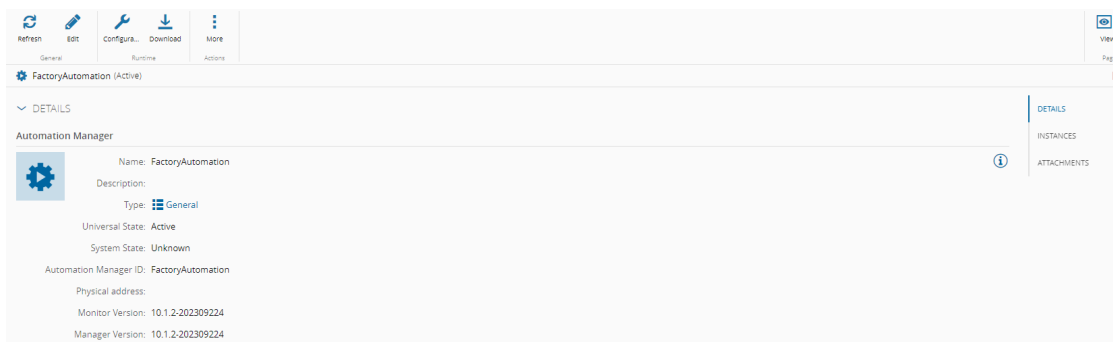 Refresh Edit Configura... Download More View
General Runtime Actions Pag
FactoryAutomation (Active)
DETAILS
Automation Manager
Name: FactoryAutomation
Description:
Type: General
Universal State: Active
System State: Unknown
Automation Manager ID: FactoryAutomation
Physical address:
Monitor Version: 10.1.2-202309224
Manager Version: 10.1.2-202309224
DETAILS
INSTANCES
ATTACHMENTS